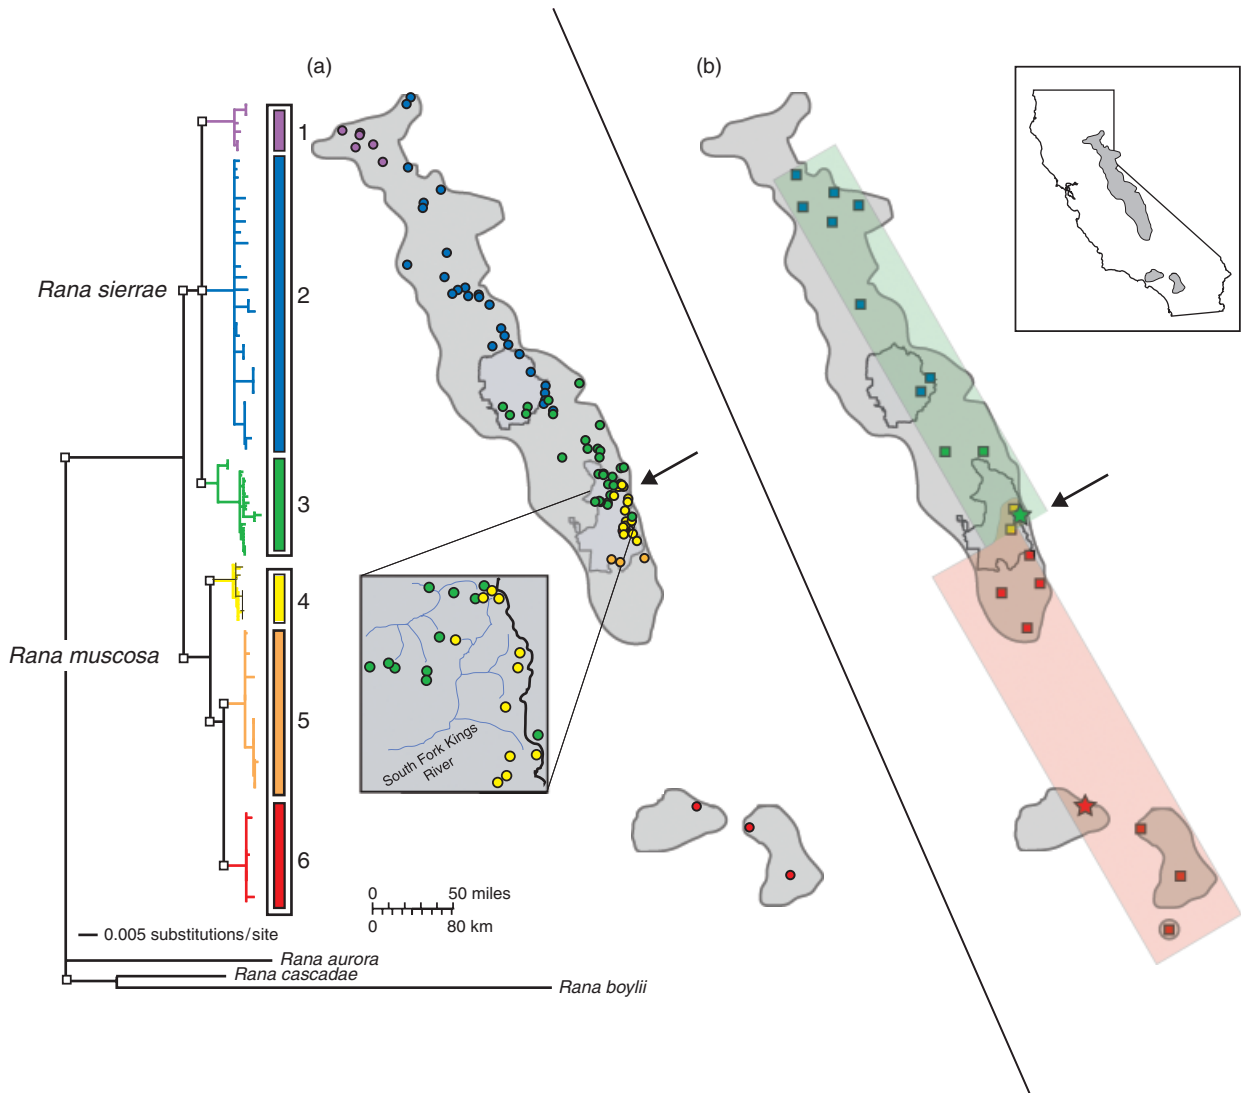 (a)
(b)
1
Rana sierrae
2
3
4
Rana muscosa
5
6
South Fork Kings
River
0 50 miles
0 80 km
0.005 substitutions/site
Rana aurora
Rana cascadae
Rana boylii